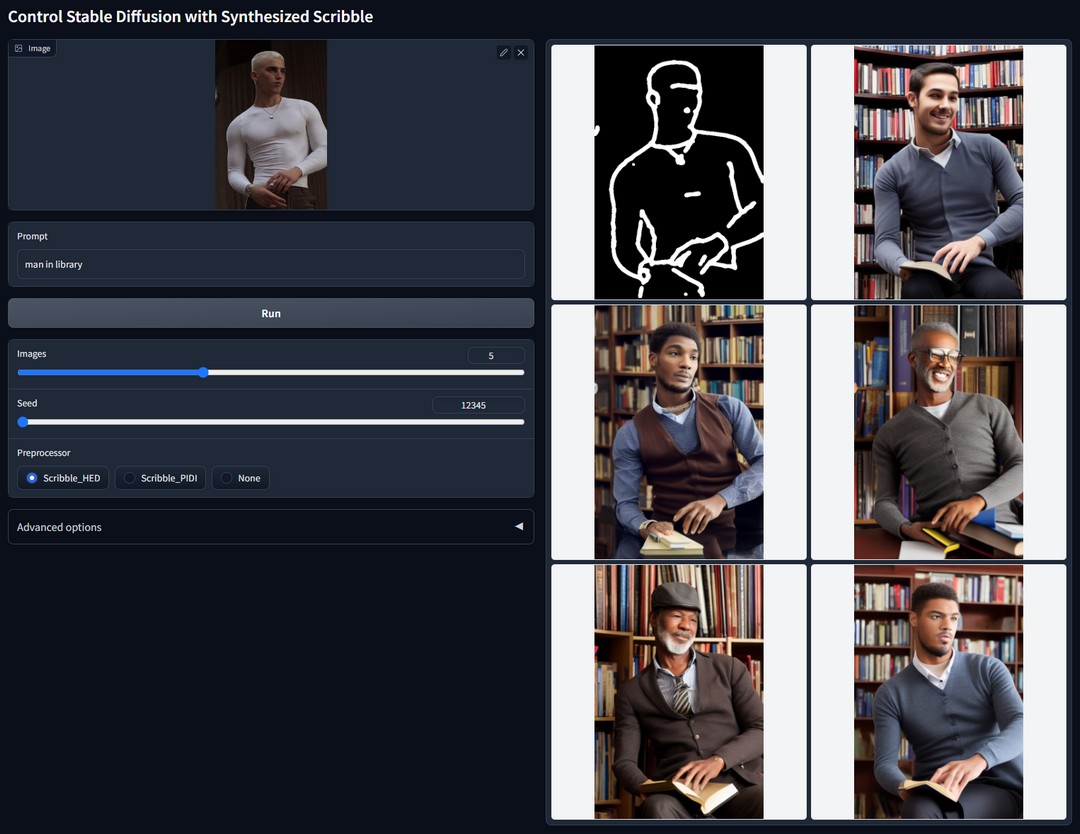 Control Stable Diffusion with Synthesized Scribble
Image
Prompt
man in library
Run
Images
5
Seed
12345
Preprocessor
Scribble_HED
Scribble_PIDI
None
Advanced options